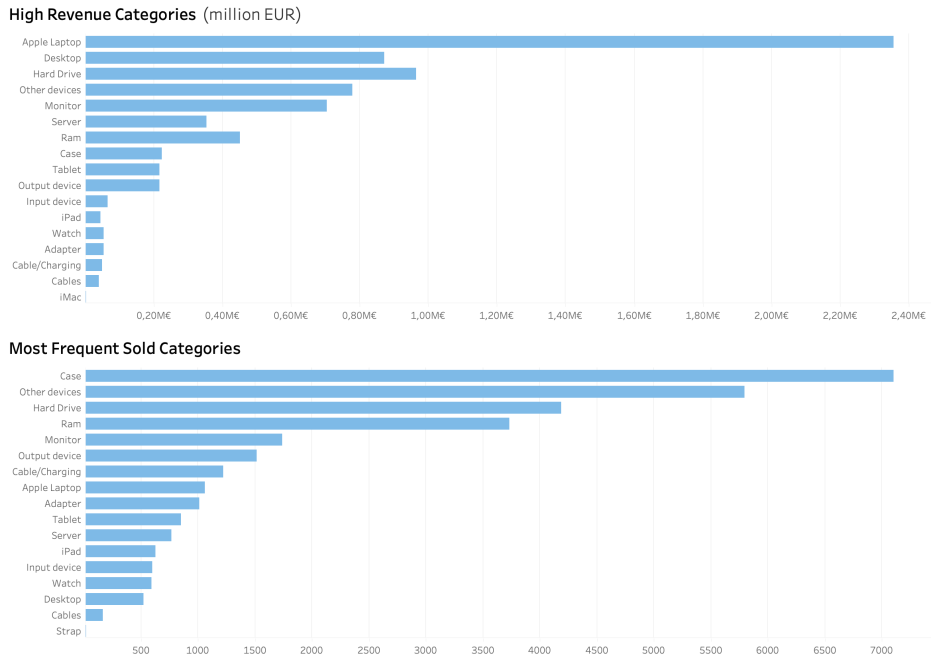 High Revenue Categories (million EUR)
Apple Laptop
Desktop
Hard Drive
Other devices
Monitor
Server
Ram
Case
Tablet
Output device
Input device
iPad
Watch
Adapter
Cable/Charging
Cables
iMac
0,20M€ 0,40M€ 0,60M€ 0,80M€ 1,00M€ 1,20M€ 1,40M€ 1,60M€ 1,80M€ 2,00M€ 2,20M€ 2,40M€
Most Frequent Sold Categories
Case
Other devices
Hard Drive
Ram
Monitor
Output device
Cable/Charging
Apple Laptop
Adapter
Tablet
Server
iPad
Input device
Watch
Desktop
Cables
Strap
500 1000 1500 2000 2500 3000 3500 4000 4500 5000 5500 6000 6500 7000